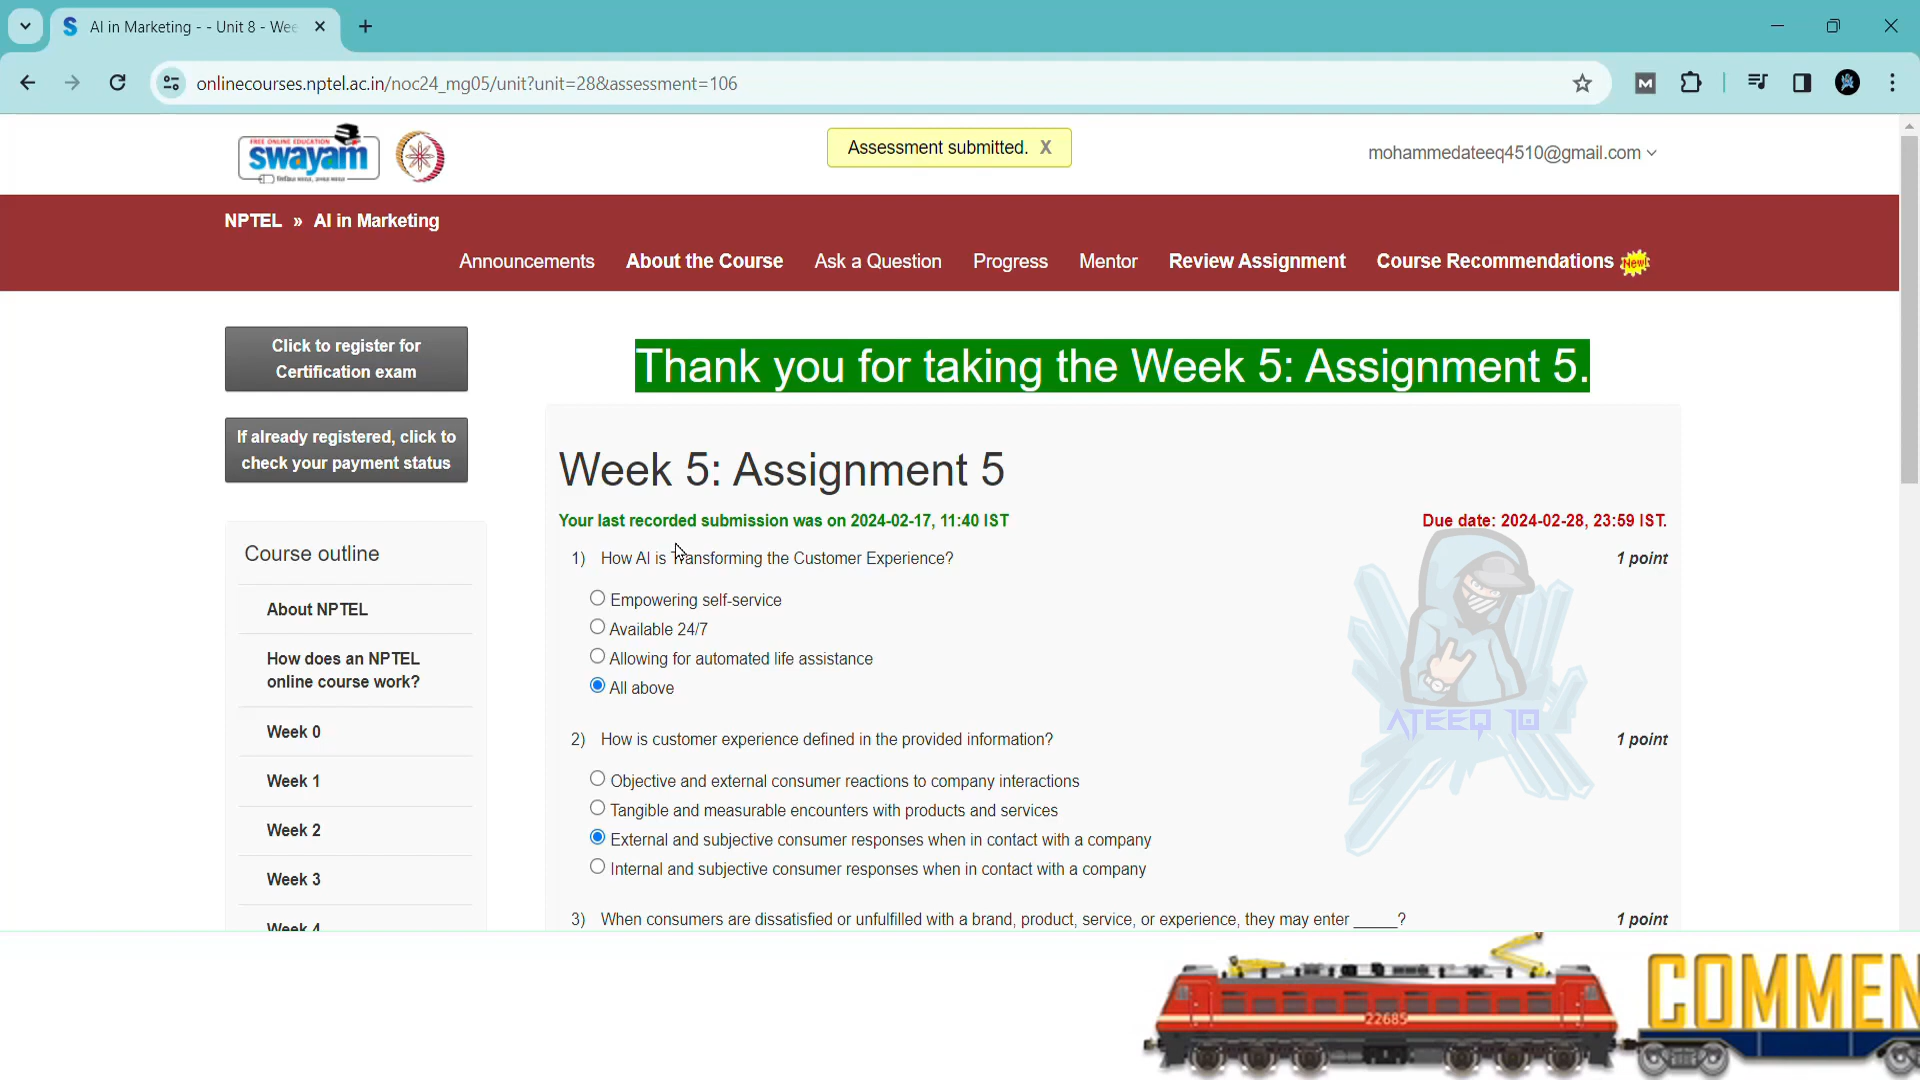 AI in Marketing - - Unit 8 - Wee
onlinecourses.nptel.ac.in/noc24_mg05/unit?unit=28&assessment=106
FREE ONLINE EDUCATION
swayam
Assessment submitted. X
mohammedateeq4510@gmail.com
NPTEL » AI in Marketing
Announcements About the Course Ask a Question Progress Mentor Review Assignment Course Recommendations New!
Click to register for
Certification exam
If already registered, click to
check your payment status
Course outline
About NPTEL
How does an NPTEL
online course work?
Week 0
Week 1
Week 2
Week 3
Week 4
Thank you for taking the Week 5: Assignment 5.
Week 5: Assignment 5
Your last recorded submission was on 2024-02-17, 11:40 IST Due date: 2024-02-28, 23:59 IST.
1) How AI is Transforming the Customer Experience? 1 point
Empowering self-service
Available 24/7
Allowing for automated life assistance
All above
ATEEQ 10
2) How is customer experience defined in the provided information? 1 point
Objective and external consumer reactions to company interactions
Tangible and measurable encounters with products and services
External and subjective consumer responses when in contact with a company
Internal and subjective consumer responses when in contact with a company
3) When consumers are dissatisfied or unfulfilled with a brand, product, service, or experience, they may enter _____? 1 point
22685
COMMEN